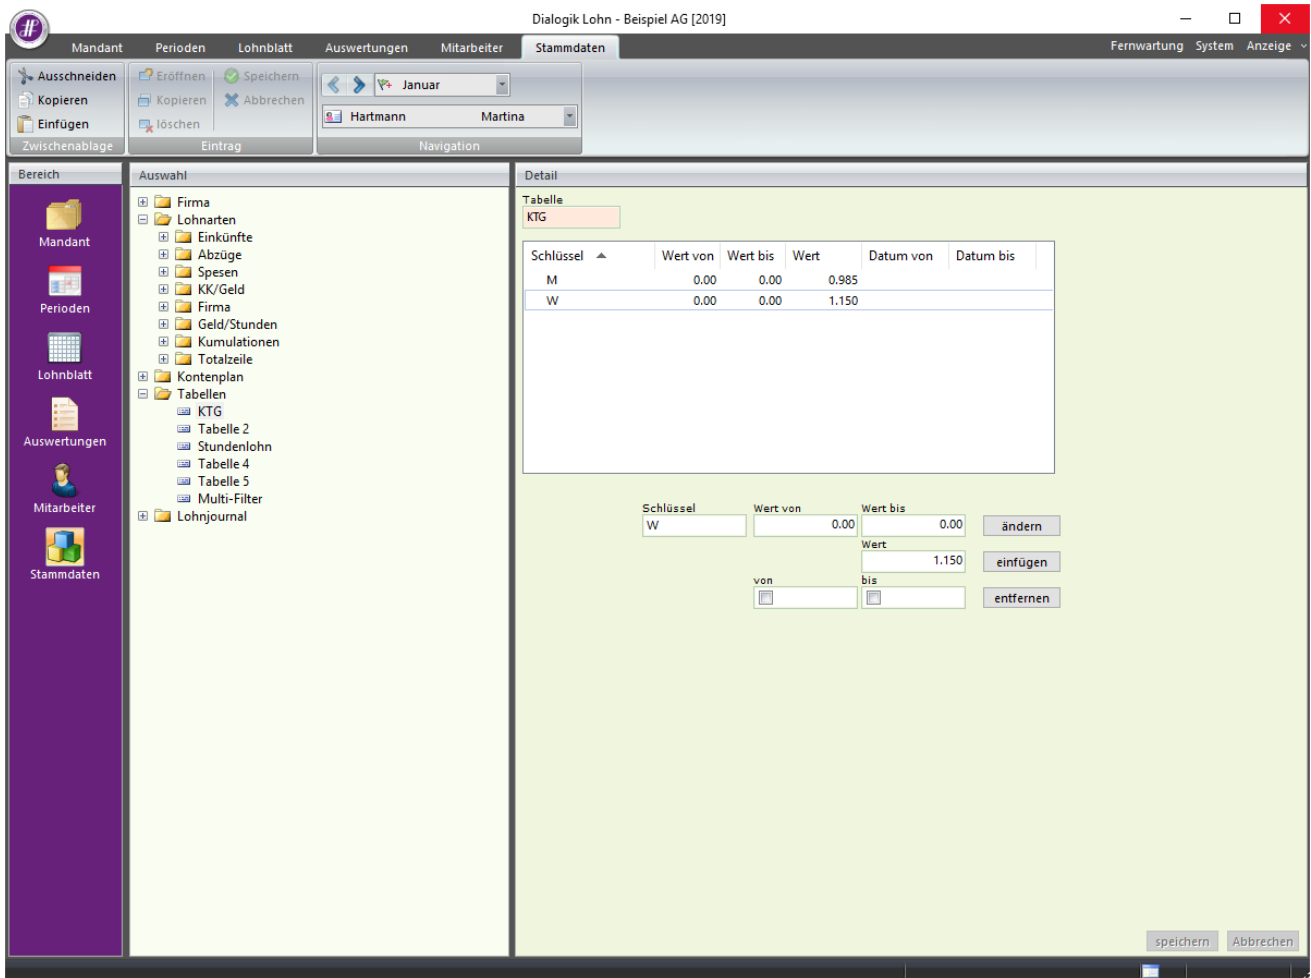 Dialogik Lohn - Beispiel AG [2019]
Mandant Perioden Lohnblatt Auswertungen Mitarbeiter Stammdaten Fernwartung System Anzeige
Ausschneiden Eröffnen Speichern Januar
Kopieren Kopieren Abbrechen
Hartmann Martina
Einfügen löschen
Zwischenablage Eintrag Navigation
Bereich
Mandant
Perioden
Lohnblatt
Auswertungen
Mitarbeiter
Stammdaten
Auswahl
Firma
Lohnarten
Einkünfte
Abzüge
Spesen
KK/Geld
Firma
Geld/Stunden
Kumulationen
Totalzeile
Kontenplan
Tabellen
KTG
Tabelle 2
Stundenlohn
Tabelle 4
Tabelle 5
Multi-Filter
Lohnjournal
Detail
Tabelle
KTG
Schlüssel Wert von Wert bis Wert Datum von Datum bis
M 0.00 0.00 0.985
W 0.00 0.00 1.150
Schlüssel Wert von Wert bis
W 0.00 0.00 ändern
Wert
1.150 einfügen
von bis
entfernen
speichern Abbrechen